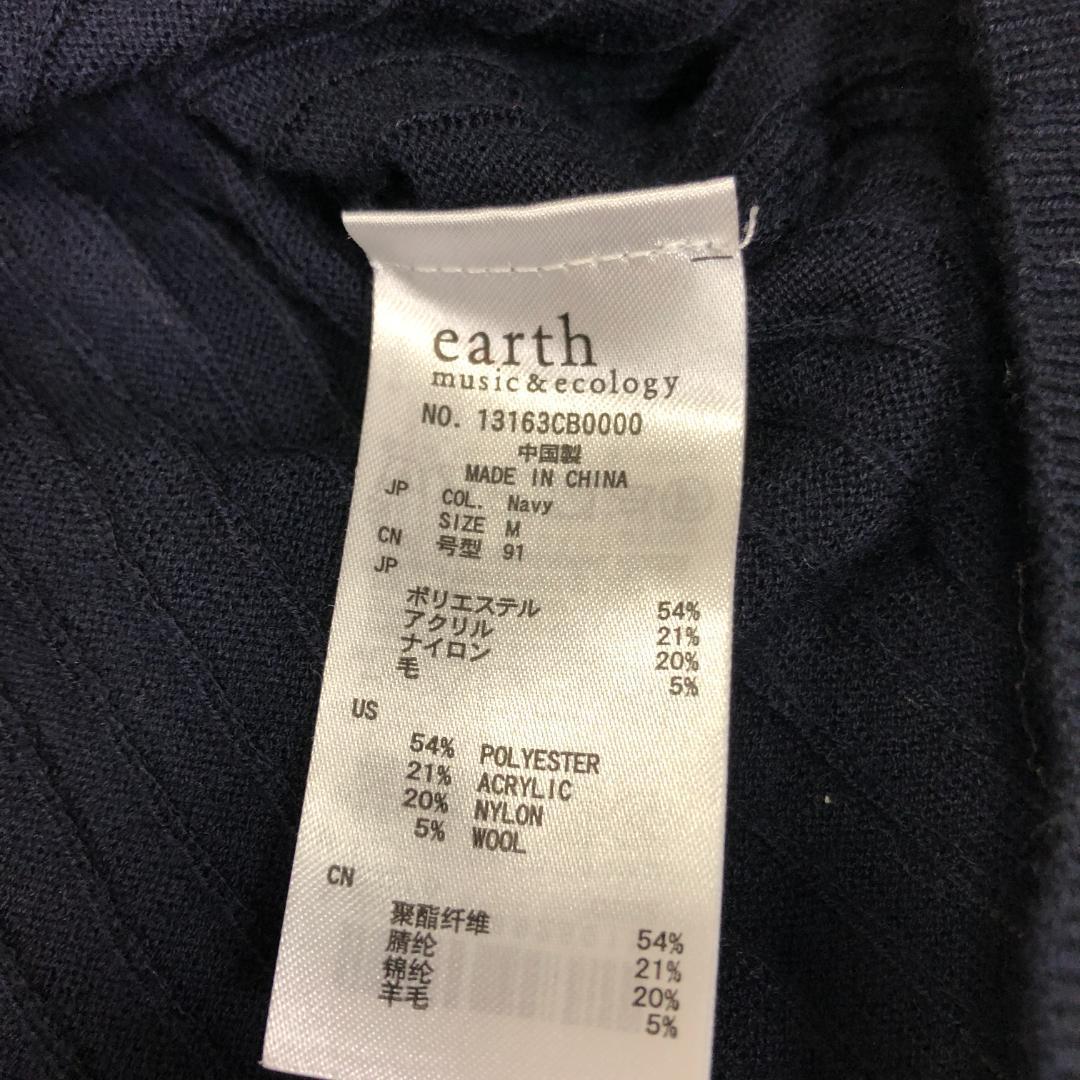 earth
music&ecology
NO. 13163CB0000
中国製
MADE IN CHINA
JP COL. Navy
SIZE M
CN 号型 91
JP
ポリエステル 54%
アクリル 21%
ナイロン 20%
毛 5%
US
54% POLYESTER
21% ACRYLIC
20% NYLON
5% WOOL
CN
聚酯纤维 54%
腈纶 21%
锦纶 20%
羊毛 5%